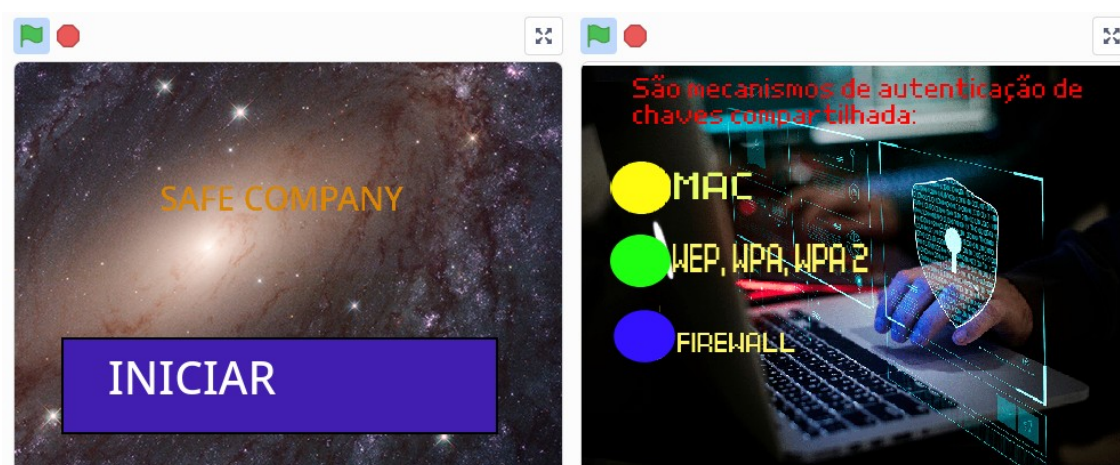 SAFE COMPANY
INICIAR
São mecanismos de autenticação de
chaves compartilhada:
MAC
WEP, WPA, WPA 2
FIREWALL